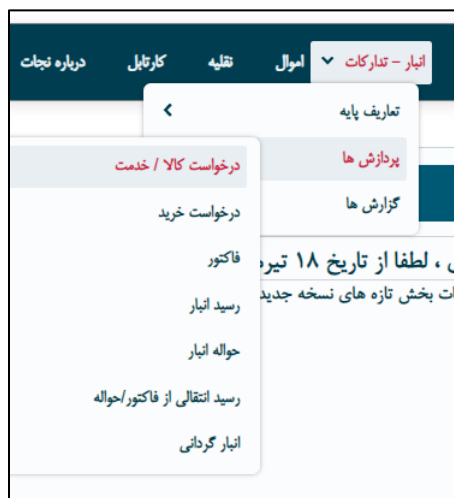 انبار – تدارکات اموال نقلیه کارتابل درباره نجات
تعاریف پایه
پردازش ها
گزارش ها
درخواست کالا / خدمت
درخواست خرید
فاکتور
رسید انبار
حواله انبار
رسید انتقالی از فاکتور/حواله
انبار گردانی
، لطفا از تاریخ ۱۸
بخش تازه های نسخه جدید